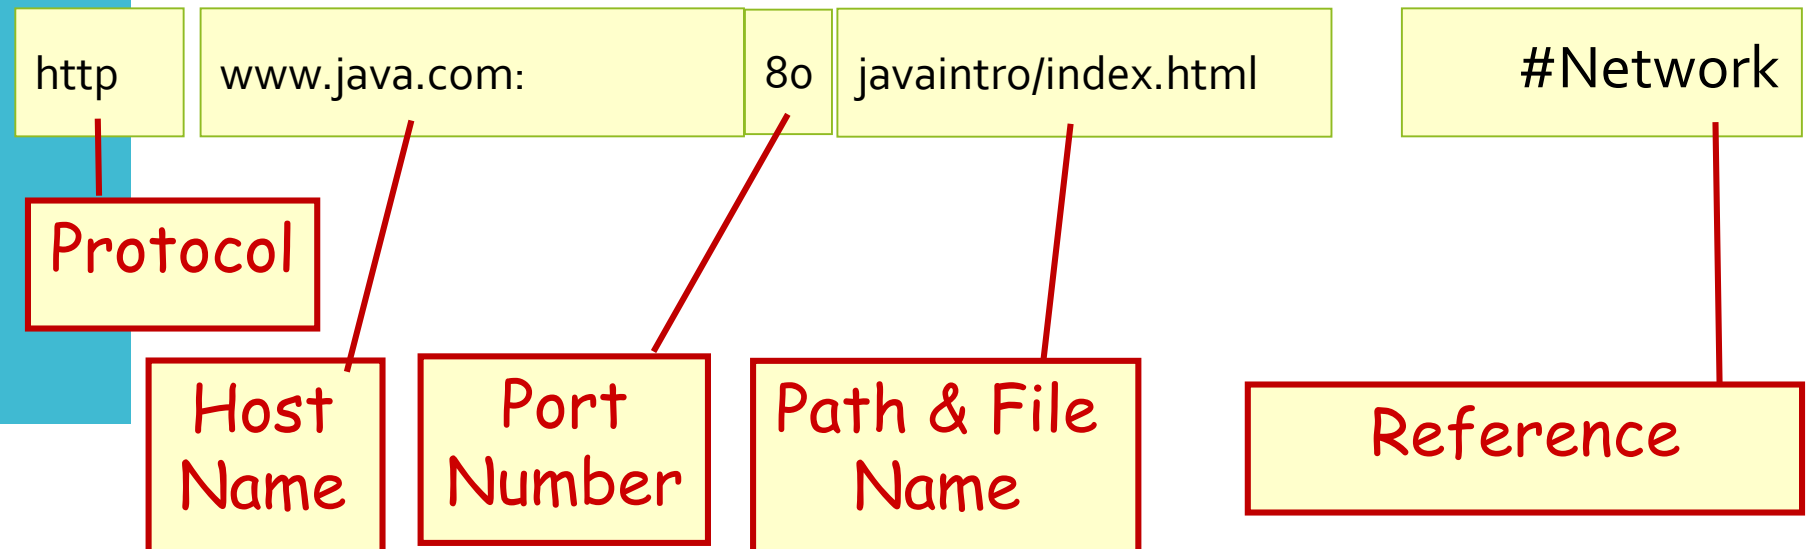 http www.java.com: 80 javaintro/index.html #Network
Protocol
Host Port Path & File Reference
Name Number Name